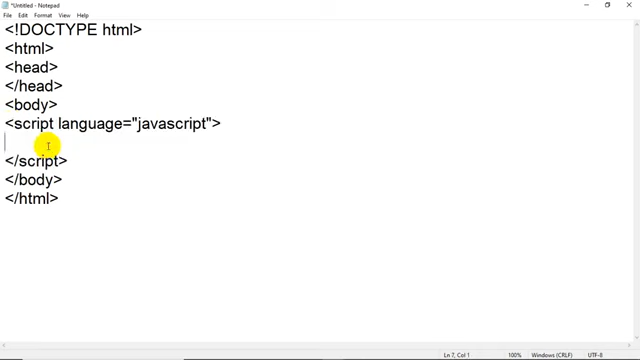 *Untitled - Notepad
File Edit Format View Help
<!DOCTYPE html>
<html>
<head>
</head>
<body>
<script language="javascript">
</script>
</body>
</html>
Ln 7, Col 1 100% Windows (CRLF) UTF-8